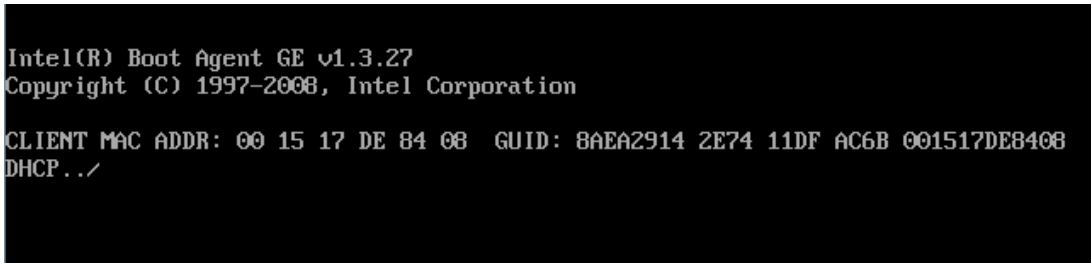 Intel(R) Boot Agent GE v1.3.27
Copyright (C) 1997-2008, Intel Corporation
CLIENT MAC ADDR: 00 15 17 DE 84 08  GUID: 8AEA2914 2E74 11DF AC6B 001517DE8408
DHCP../